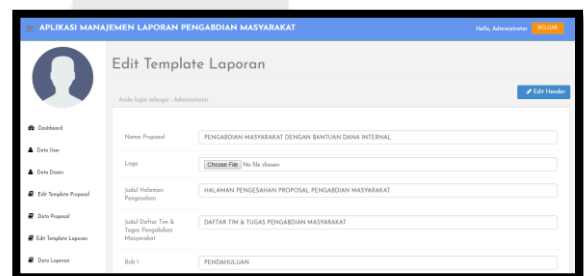 APLIKASI MANAJEMEN LAPORAN PENGABDIAN MASYARAKAT
Hello, Administrator
KELUAR
Edit Template Laporan
Anda login sebagai : Administrator
Edit Header
Dashboard
Data User
Data Dosen
Edit Template Proposal
Data Proposal
Edit Template Laporan
Data Laporan
Nama Proposal
PENGABDIAN MASYARAKAT DENGAN BANTUAN DANA INTERNAL
Logo
Choose File No file chosen
Judul Halaman
Pengesahan
HALAMAN PENGESAHAN PROPOSAL PENGABDIAN MASYARAKAT
Judul Daftar Tim &
Tugas Pengabdian
Masyarakat
DAFTAR TIM & TUGAS PENGABDIAN MASYARAKAT
Bab I
PENDAHULUAN